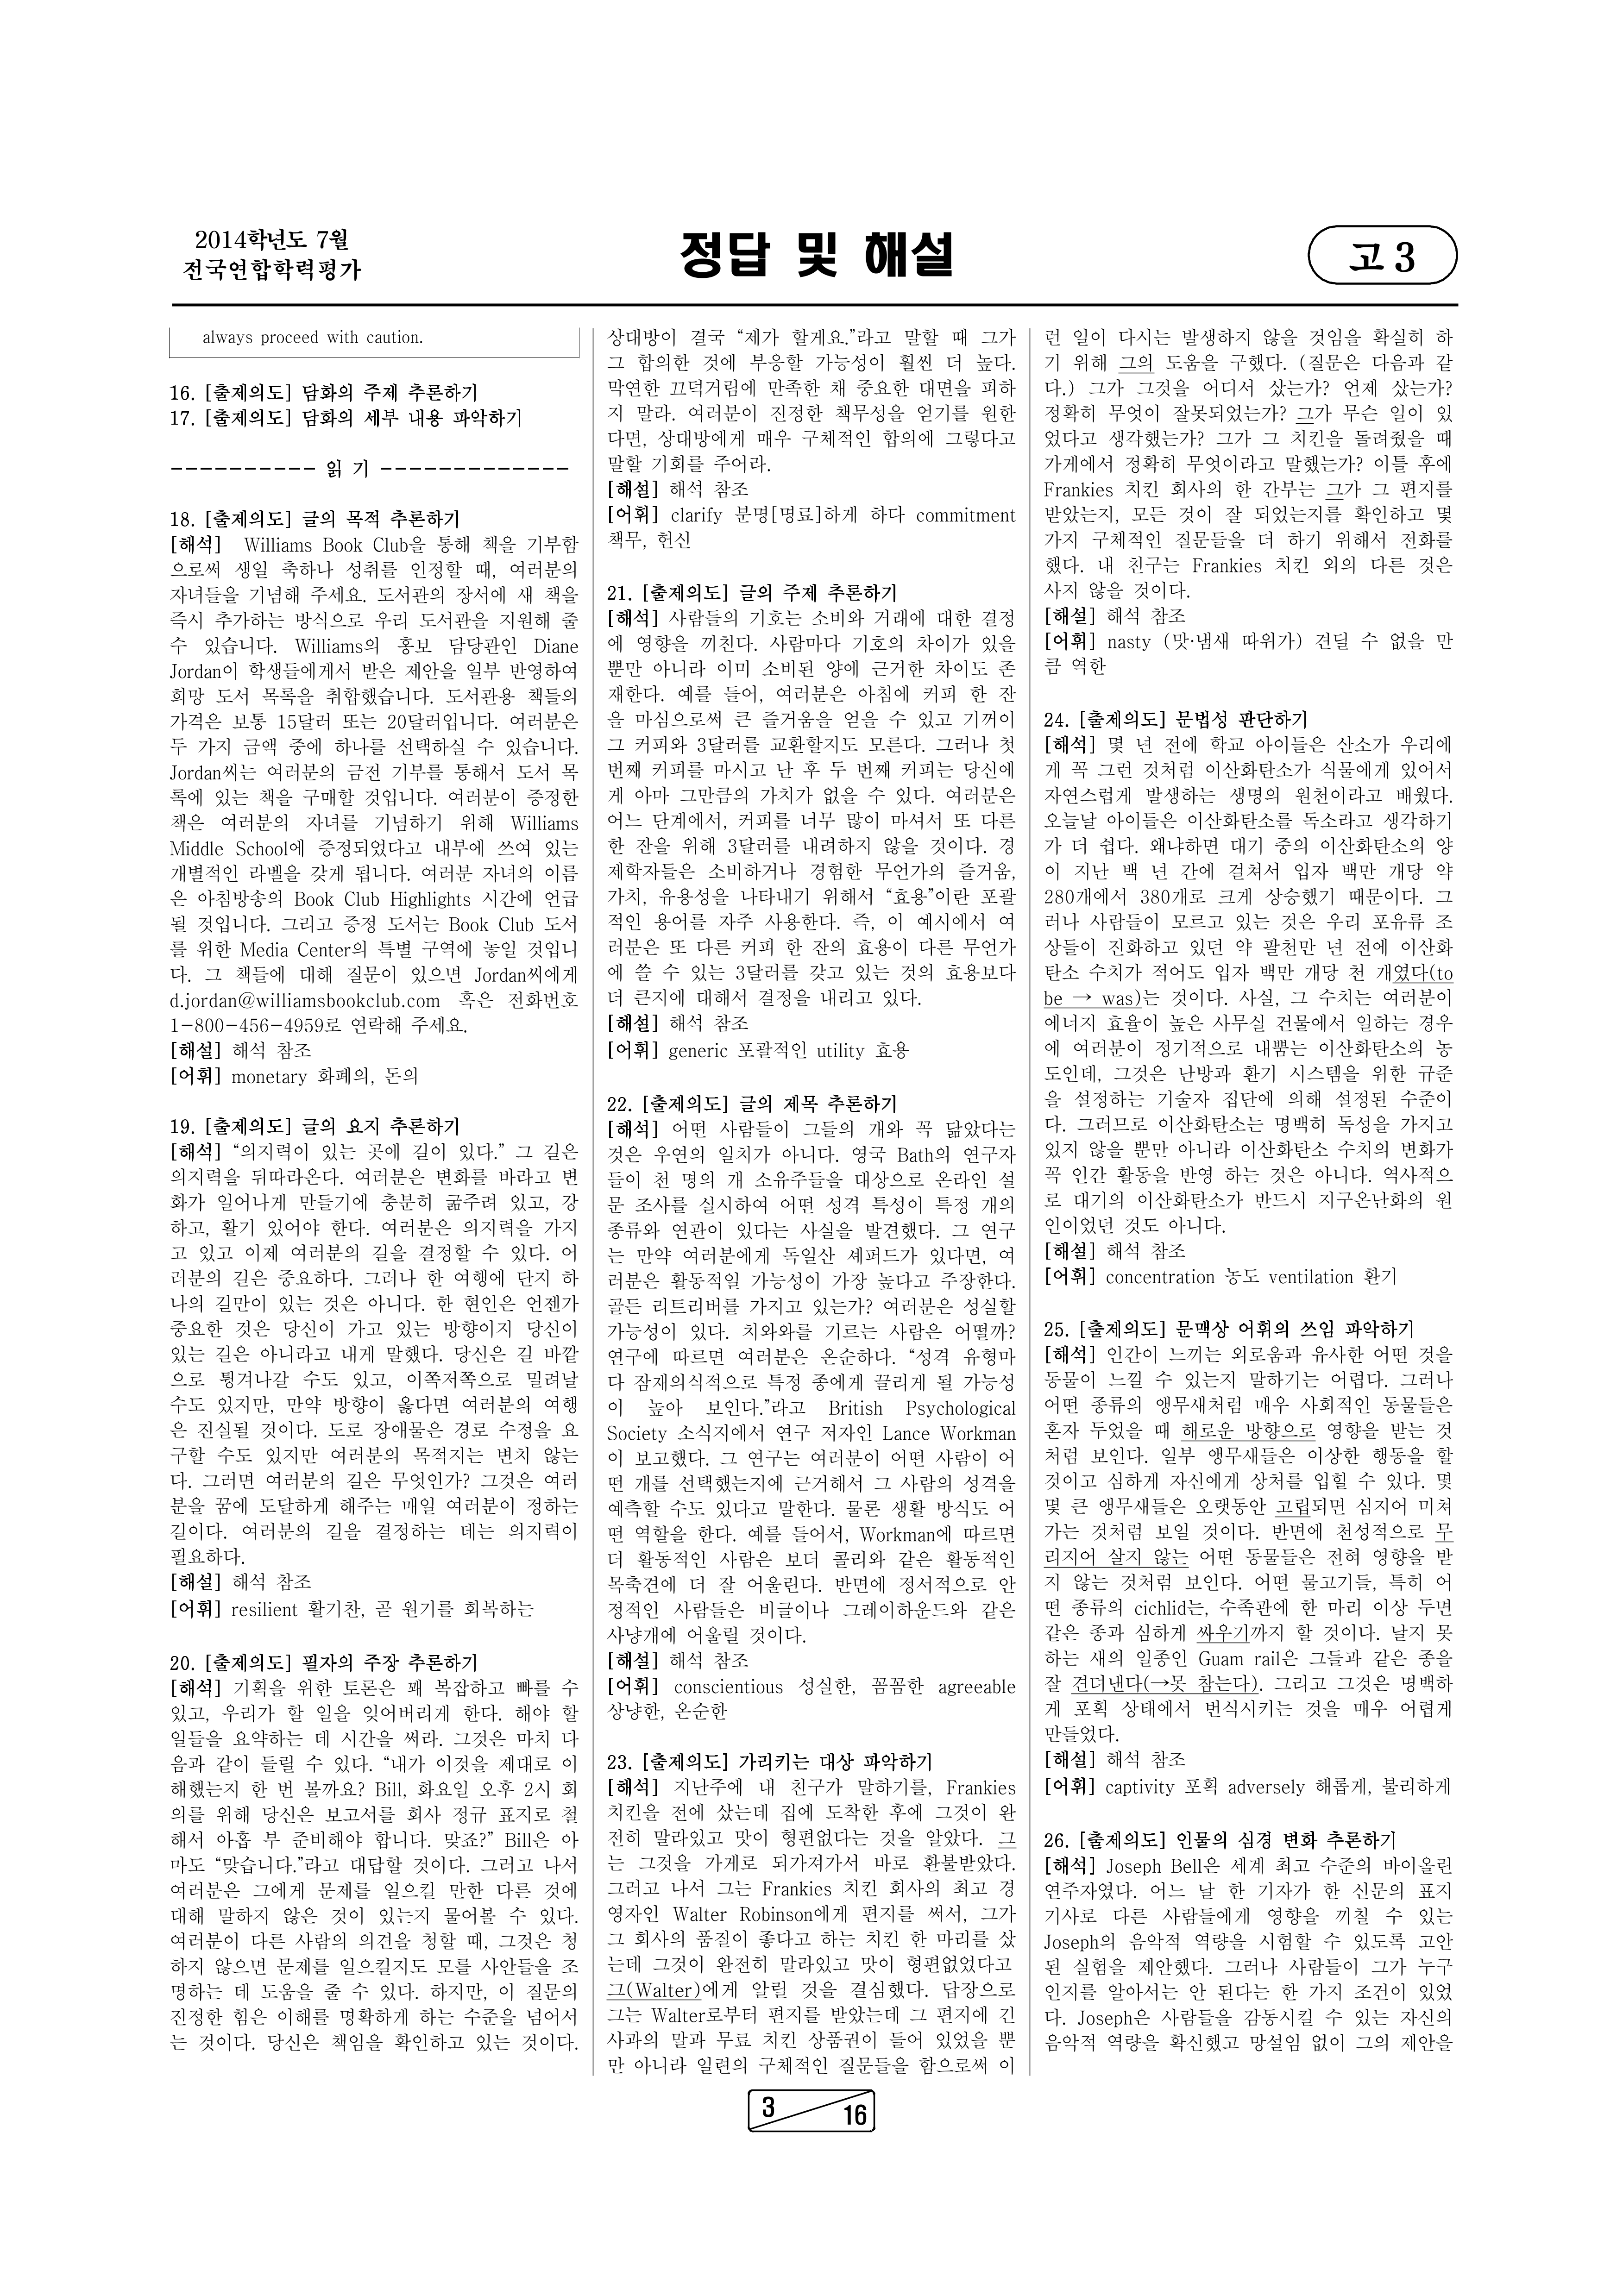 2014학년도 7월
전국연합학력평가
정답 및 해설
고 3
always proceed with caution.
16. [출제의도] 담화의 주제 추론하기
17. [출제의도] 담화의 세부 내용 파악하기
---------- 읽 기 -------------
18. [출제의도] 글의 목적 추론하기
[해석] Williams Book Club을 통해 책을 기부함
으로써 생일 축하나 성취를 인정할 때, 여러분의
자녀들을 기념해 주세요. 도서관의 장서에 새 책을
즉시 추가하는 방식으로 우리 도서관을 지원해 줄
수 있습니다. Williams의 홍보 담당관인 Diane
Jordan이 학생들에게서 받은 제안을 일부 반영하여
희망 도서 목록을 취합했습니다. 도서관용 책들의
가격은 보통 15달러 또는 20달러입니다. 여러분은
두 가지 금액 중에 하나를 선택하실 수 있습니다.
Jordan씨는 여러분의 금전 기부를 통해서 도서 목
록에 있는 책을 구매할 것입니다. 여러분이 증정한
책은 여러분의 자녀를 기념하기 위해 Williams
Middle School에 증정되었다고 내부에 쓰여 있는
개별적인 라벨을 갖게 됩니다. 여러분 자녀의 이름
은 아침방송의 Book Club Highlights 시간에 언급
될 것입니다. 그리고 증정 도서는 Book Club 도서
를 위한 Media Center의 특별 구역에 놓일 것입니
다. 그 책들에 대해 질문이 있으면 Jordan씨에게
d.jordan@williamsbookclub.com 혹은 전화번호
1-800-456-4959로 연락해 주세요.
[해설] 해석 참조
[어휘] monetary 화폐의, 돈의
19. [출제의도] 글의 요지 추론하기
[해석] “의지력이 있는 곳에 길이 있다.” 그 길은
의지력을 뒤따라온다. 여러분은 변화를 바라고 변
화가 일어나게 만들기에 충분히 굶주려 있고, 강
하고, 활기 있어야 한다. 여러분은 의지력을 가지
고 있고 이제 여러분의 길을 결정할 수 있다. 여
러분의 길은 중요하다. 그러나 한 여행에 단지 하
나의 길만이 있는 것은 아니다. 한 현인은 언젠가
중요한 것은 당신이 가고 있는 방향이지 당신이
있는 길은 아니라고 내게 말했다. 당신은 길 바깥
으로 튕겨나갈 수도 있고, 이쪽저쪽으로 밀려날
수도 있지만, 만약 방향이 옳다면 여러분의 여행
은 진실될 것이다. 도로 장애물은 경로 수정을 요
구할 수도 있지만 여러분의 목적지는 변치 않는
다. 그러면 여러분의 길은 무엇인가? 그것은 여러
분을 꿈에 도달하게 해주는 매일 여러분이 정하는
길이다. 여러분의 길을 결정하는 데는 의지력이
필요하다.
[해설] 해석 참조
[어휘] resilient 활기찬, 곧 원기를 회복하는
20. [출제의도] 필자의 주장 추론하기
[해석] 기획을 위한 토론은 꽤 복잡하고 빠를 수
있고, 우리가 할 일을 잊어버리게 한다. 해야 할
일들을 요약하는 데 시간을 써라. 그것은 마치 다
음과 같이 들릴 수 있다. “내가 이것을 제대로 이
해했는지 한 번 볼까요? Bill, 화요일 오후 2시 회
의를 위해 당신은 보고서를 회사 정규 표지로 철
해서 아홉 부 준비해야 합니다. 맞죠?” Bill은 아
마도 “맞습니다.”라고 대답할 것이다. 그러고 나서
여러분은 그에게 문제를 일으킬 만한 다른 것에
대해 말하지 않은 것이 있는지 물어볼 수 있다.
여러분이 다른 사람의 의견을 청할 때, 그것은 청
하지 않으면 문제를 일으킬지도 모를 사안들을 조
명하는 데 도움을 줄 수 있다. 하지만, 이 질문의
진정한 힘은 이해를 명확하게 하는 수준을 넘어서
는 것이다. 당신은 책임을 확인하고 있는 것이다.
상대방이 결국 “제가 할게요.”라고 말할 때 그가
그 합의한 것에 부응할 가능성이 훨씬 더 높다.
막연한 끄덕거림에 만족한 채 중요한 대면을 피하
지 말라. 여러분이 진정한 책무성을 얻기를 원한
다면, 상대방에게 매우 구체적인 합의에 그렇다고
말할 기회를 주어라.
[해설] 해석 참조
[어휘] clarify 분명[명료]하게 하다 commitment
책무, 헌신
21. [출제의도] 글의 주제 추론하기
[해석] 사람들의 기호는 소비와 거래에 대한 결정
에 영향을 끼친다. 사람마다 기호의 차이가 있을
뿐만 아니라 이미 소비된 양에 근거한 차이도 존
재한다. 예를 들어, 여러분은 아침에 커피 한 잔
을 마심으로써 큰 즐거움을 얻을 수 있고 기꺼이
그 커피와 3달러를 교환할지도 모른다. 그러나 첫
번째 커피를 마시고 난 후 두 번째 커피는 당신에
게 아마 그만큼의 가치가 없을 수 있다. 여러분은
어느 단계에서, 커피를 너무 많이 마셔서 또 다른
한 잔을 위해 3달러를 내려하지 않을 것이다. 경
제학자들은 소비하거나 경험한 무언가의 즐거움,
가치, 유용성을 나타내기 위해서 “효용”이란 포괄
적인 용어를 자주 사용한다. 즉, 이 예시에서 여
러분은 또 다른 커피 한 잔의 효용이 다른 무언가
에 쓸 수 있는 3달러를 갖고 있는 것의 효용보다
더 큰지에 대해서 결정을 내리고 있다.
[해설] 해석 참조
[어휘] generic 포괄적인 utility 효용
22. [출제의도] 글의 제목 추론하기
[해석] 어떤 사람들이 그들의 개와 꼭 닮았다는
것은 우연의 일치가 아니다. 영국 Bath의 연구자
들이 천 명의 개 소유주들을 대상으로 온라인 설
문 조사를 실시하여 어떤 성격 특성이 특정 개의
종류와 연관이 있다는 사실을 발견했다. 그 연구
는 만약 여러분에게 독일산 셰퍼드가 있다면, 여
러분은 활동적일 가능성이 가장 높다고 주장한다.
골든 리트리버를 가지고 있는가? 여러분은 성실할
가능성이 있다. 치와와를 기르는 사람은 어떨까?
연구에 따르면 여러분은 온순하다. “성격 유형마
다 잠재의식적으로 특정 종에게 끌리게 될 가능성
이 높아 보인다.”라고 British Psychological
Society 소식지에서 연구 저자인 Lance Workman
이 보고했다. 그 연구는 여러분이 어떤 사람이 어
떤 개를 선택했는지에 근거해서 그 사람의 성격을
예측할 수도 있다고 말한다. 물론 생활 방식도 어
떤 역할을 한다. 예를 들어서, Workman에 따르면
더 활동적인 사람은 보더 콜리와 같은 활동적인
목축견에 더 잘 어울린다. 반면에 정서적으로 안
정적인 사람들은 비글이나 그레이하운드와 같은
사냥개에 어울릴 것이다.
[해설] 해석 참조
[어휘] conscientious 성실한, 꼼꼼한 agreeable
상냥한, 온순한
23. [출제의도] 가리키는 대상 파악하기
[해석] 지난주에 내 친구가 말하기를, Frankies
치킨을 전에 샀는데 집에 도착한 후에 그것이 완
전히 말라있고 맛이 형편없다는 것을 알았다. 그
는 그것을 가게로 되가져가서 바로 환불받았다.
그러고 나서 그는 Frankies 치킨 회사의 최고 경
영자인 Walter Robinson에게 편지를 써서, 그가
그 회사의 품질이 좋다고 하는 치킨 한 마리를 샀
는데 그것이 완전히 말라있고 맛이 형편없었다고
그(Walter)에게 알릴 것을 결심했다. 답장으로
그는 Walter로부터 편지를 받았는데 그 편지에 긴
사과의 말과 무료 치킨 상품권이 들어 있었을 뿐
만 아니라 일련의 구체적인 질문들을 함으로써 이
런 일이 다시는 발생하지 않을 것임을 확실히 하
기 위해 그의 도움을 구했다. (질문은 다음과 같
다.) 그가 그것을 어디서 샀는가? 언제 샀는가?
정확히 무엇이 잘못되었는가? 그가 무슨 일이 있
었다고 생각했는가? 그가 그 치킨을 돌려줬을 때
가게에서 정확히 무엇이라고 말했는가? 이틀 후에
Frankies 치킨 회사의 한 간부는 그가 그 편지를
받았는지, 모든 것이 잘 되었는지를 확인하고 몇
가지 구체적인 질문들을 더 하기 위해서 전화를
했다. 내 친구는 Frankies 치킨 외의 다른 것은
사지 않을 것이다.
[해설] 해석 참조
[어휘] nasty (맛·냄새 따위가) 견딜 수 없을 만
큼 역한
24. [출제의도] 문법성 판단하기
[해석] 몇 년 전에 학교 아이들은 산소가 우리에
게 꼭 그런 것처럼 이산화탄소가 식물에게 있어서
자연스럽게 발생하는 생명의 원천이라고 배웠다.
오늘날 아이들은 이산화탄소를 독소라고 생각하기
가 더 쉽다. 왜냐하면 대기 중의 이산화탄소의 양
이 지난 백 년 간에 걸쳐서 입자 백만 개당 약
280개에서 380개로 크게 상승했기 때문이다. 그
러나 사람들이 모르고 있는 것은 우리 포유류 조
상들이 진화하고 있던 약 팔천만 년 전에 이산화
탄소 수치가 적어도 입자 백만 개당 천 개였다(to
be → was)는 것이다. 사실, 그 수치는 여러분이
에너지 효율이 높은 사무실 건물에서 일하는 경우
에 여러분이 정기적으로 내뿜는 이산화탄소의 농
도인데, 그것은 난방과 환기 시스템을 위한 규준
을 설정하는 기술자 집단에 의해 설정된 수준이
다. 그러므로 이산화탄소는 명백히 독성을 가지고
있지 않을 뿐만 아니라 이산화탄소 수치의 변화가
꼭 인간 활동을 반영 하는 것은 아니다. 역사적으
로 대기의 이산화탄소가 반드시 지구온난화의 원
인이었던 것도 아니다.
[해설] 해석 참조
[어휘] concentration 농도 ventilation 환기
25. [출제의도] 문맥상 어휘의 쓰임 파악하기
[해석] 인간이 느끼는 외로움과 유사한 어떤 것을
동물이 느낄 수 있는지 말하기는 어렵다. 그러나
어떤 종류의 앵무새처럼 매우 사회적인 동물들은
혼자 두었을 때 해로운 방향으로 영향을 받는 것
처럼 보인다. 일부 앵무새들은 이상한 행동을 할
것이고 심하게 자신에게 상처를 입힐 수 있다. 몇
몇 큰 앵무새들은 오랫동안 고립되면 심지어 미쳐
가는 것처럼 보일 것이다. 반면에 천성적으로 무
리지어 살지 않는 어떤 동물들은 전혀 영향을 받
지 않는 것처럼 보인다. 어떤 물고기들, 특히 어
떤 종류의 cichlid는, 수족관에 한 마리 이상 두면
같은 종과 심하게 싸우기까지 할 것이다. 날지 못
하는 새의 일종인 Guam rail은 그들과 같은 종을
잘 견뎌낸다(→못 참는다). 그리고 그것은 명백하
게 포획 상태에서 번식시키는 것을 매우 어렵게
만들었다.
[해설] 해석 참조
[어휘] captivity 포획 adversely 해롭게, 불리하게
26. [출제의도] 인물의 심경 변화 추론하기
[해석] Joseph Bell은 세계 최고 수준의 바이올린
연주자였다. 어느 날 한 기자가 한 신문의 표지
기사로 다른 사람들에게 영향을 끼칠 수 있는
Joseph의 음악적 역량을 시험할 수 있도록 고안
된 실험을 제안했다. 그러나 사람들이 그가 누구
인지를 알아서는 안 된다는 한 가지 조건이 있었
다. Joseph은 사람들을 감동시킬 수 있는 자신의
음악적 역량을 확신했고 망설임 없이 그의 제안을
3
16